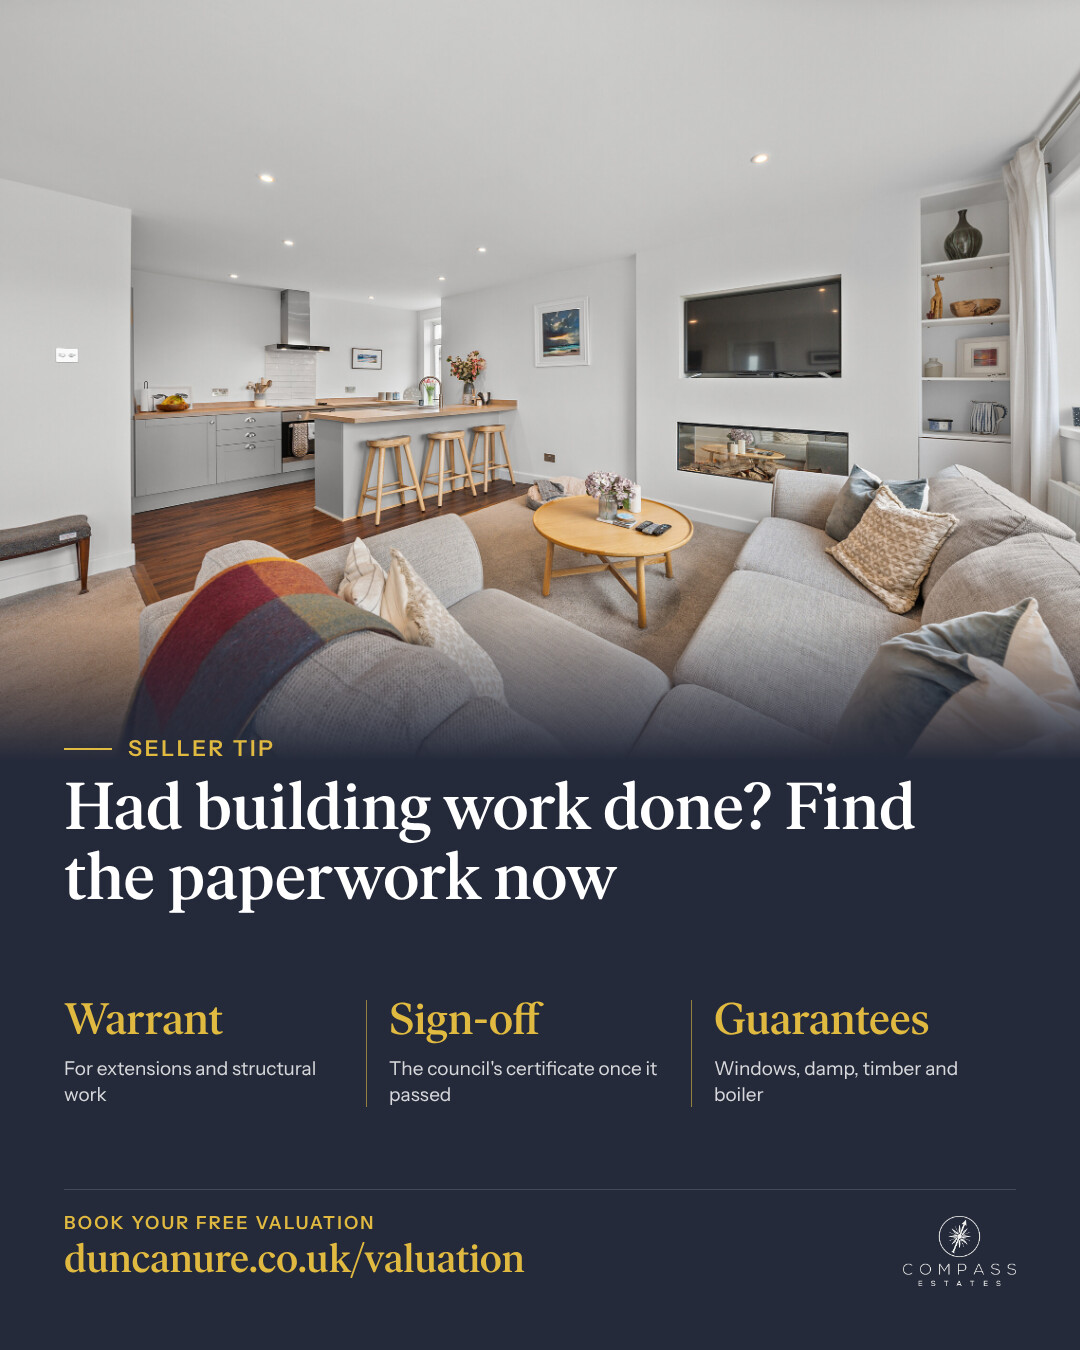 SELLER TIP
Had building work done? Find
the paperwork now
Warrant
For extensions and structural
work
Sign-off
The council's certificate once it
passed
Guarantees
Windows, damp, timber and
boiler
BOOK YOUR FREE VALUATION
duncanure.co.uk/valuation
COMPASS
ESTATES